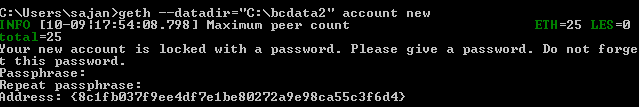 C:\Users\sajan>geth --datadir="C:\bcdata2" account new
INFO [10-09|17:54:08.798] Maximum peer count ETH=25 LES=0
total=25
Your new account is locked with a password. Please give a password. Do not forge
t this password.
Passphrase:
Repeat passphrase:
Address: {8c1fb037f9ee4df7e1be80272a9e98ca55c3f6d4}